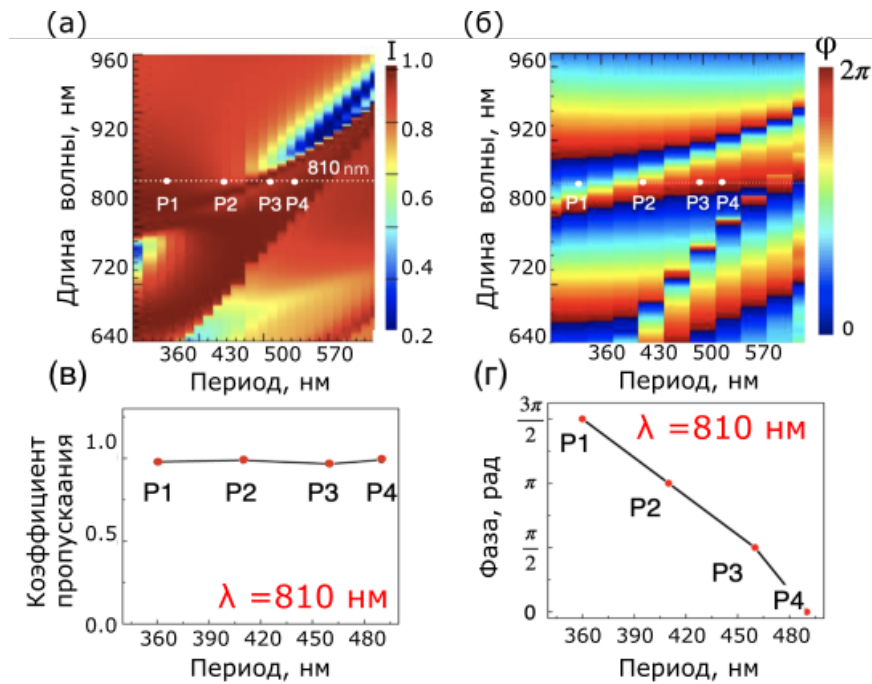 (а)
I
960
920
800
720
640
Длина волны, нм
810 nm
P1 P2 P3 P4
1.0
0.8
0.6
0.4
0.2
360 430 500 570
Период, нм
(б)
φ
960
920
800
720
640
Длина волны, нм
P1 P2 P3 P4
2π
0
360 430 500 570
Период, нм
(в)
1.0
0.5
0.0
Коэффициент
пропускаания
P1 P2 P3 P4
λ =810 нм
360 390 420 450 480
Период, нм
(г)
3π
2
π
π
2
0
Фаза, рад
λ =810 нм
P1
P2
P3
P4
360 390 420 450 480
Период, нм